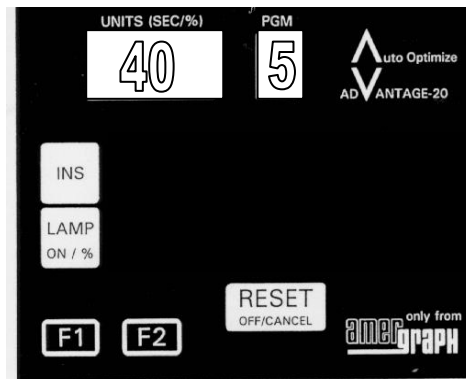 UNITS (SEC/%) PGM
40 5
Auto Optimize
ADVANTAGE-20
INS
LAMP
ON / %
RESET
OFF/CANCEL
only from
amergraph
F1 F2